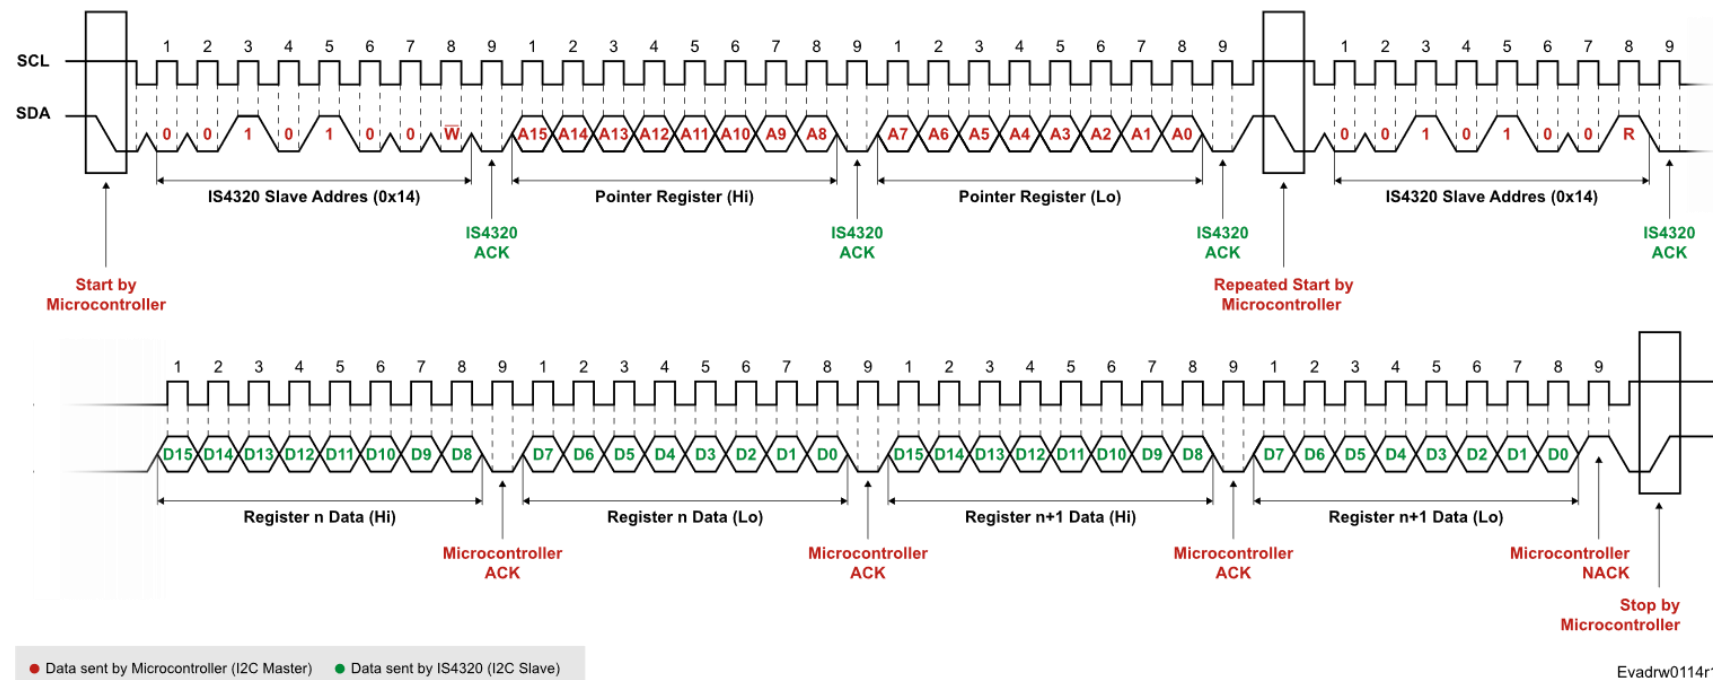 1 2 3 4 5 6 7 8 9 1 2 3 4 5 6 7 8 9 1 2 3 4 5 6 7 8 9 1 2 3 4 5 6 7 8 9
SCL
SDA
0 0 1 0 1 0 0 W̅ A15 A14 A13 A12 A11 A10 A9 A8 A7 A6 A5 A4 A3 A2 A1 A0 0 0 1 0 1 0 0 R
IS4320 Slave Addres (0x14) Pointer Register (Hi) Pointer Register (Lo) IS4320 Slave Addres (0x14)
IS4320 IS4320 IS4320 IS4320
ACK ACK ACK ACK
Start by Repeated Start by
Microcontroller Microcontroller
1 2 3 4 5 6 7 8 9 1 2 3 4 5 6 7 8 9 1 2 3 4 5 6 7 8 9 1 2 3 4 5 6 7 8 9
D15 D14 D13 D12 D11 D10 D9 D8 D7 D6 D5 D4 D3 D2 D1 D0 D15 D14 D13 D12 D11 D10 D9 D8 D7 D6 D5 D4 D3 D2 D1 D0
Register n Data (Hi) Register n Data (Lo) Register n+1 Data (Hi) Register n+1 Data (Lo)
Microcontroller Microcontroller Microcontroller Microcontroller
ACK ACK ACK NACK
Stop by
Microcontroller
Data sent by Microcontroller (I2C Master) Data sent by IS4320 (I2C Slave)
Evadrw0114r1